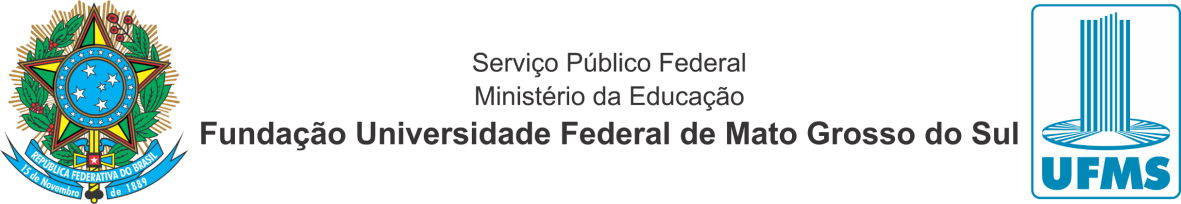 Serviço Público Federal
Ministério da Educação
Fundação Universidade Federal de Mato Grosso do Sul
REPÚBLICA FEDERATIVA DO BRASIL
15 de Novembro de 1889
UFMS